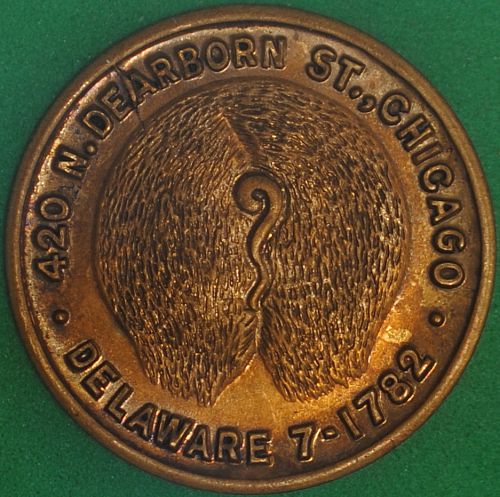 · 420 N. DEARBORN ST., CHICAGO ·
DELAWARE 7-1782